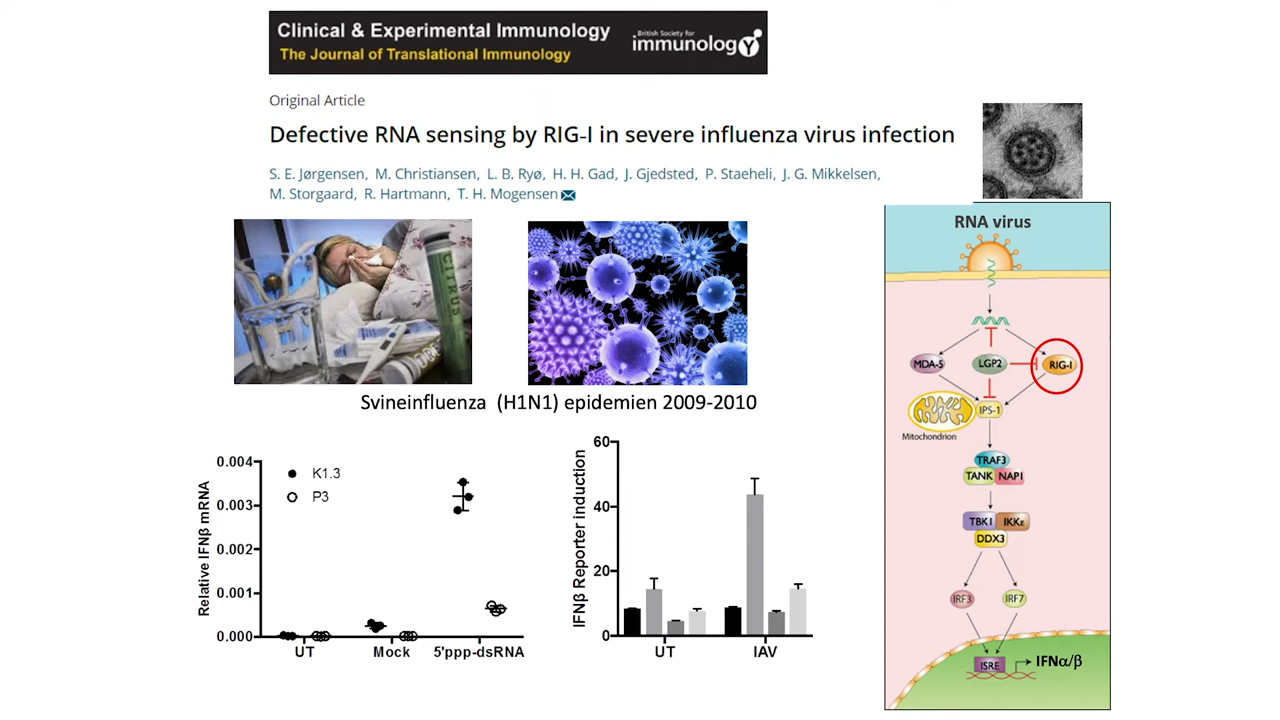 Clinical & Experimental Immunology
The Journal of Translational Immunology
British Society for
immunology
Original Article
Defective RNA sensing by RIG-I in severe influenza virus infection
S. E. Jørgensen, M. Christiansen, L. B. Ryø, H. H. Gad, J. Gjedsted, P. Staeheli, J. G. Mikkelsen,
M. Storgaard, R. Hartmann, T. H. Mogensen
CITRUS
Svineinfluenza (H1N1) epidemien 2009-2010
Relative IFNβ mRNA
0.004
0.003
0.002
0.001
0.000
K1.3
P3
UT
Mock
5'ppp-dsRNA
IFNβ Reporter induction
60
40
20
0
UT
IAV
RNA virus
MDA-5
LGP2
RIG-I
IPS-1
Mitochondrion
TRAF3
TANK
NAP1
TBK1
IKKε
DDX3
IRF3
IRF7
ISRE
IFNα/β